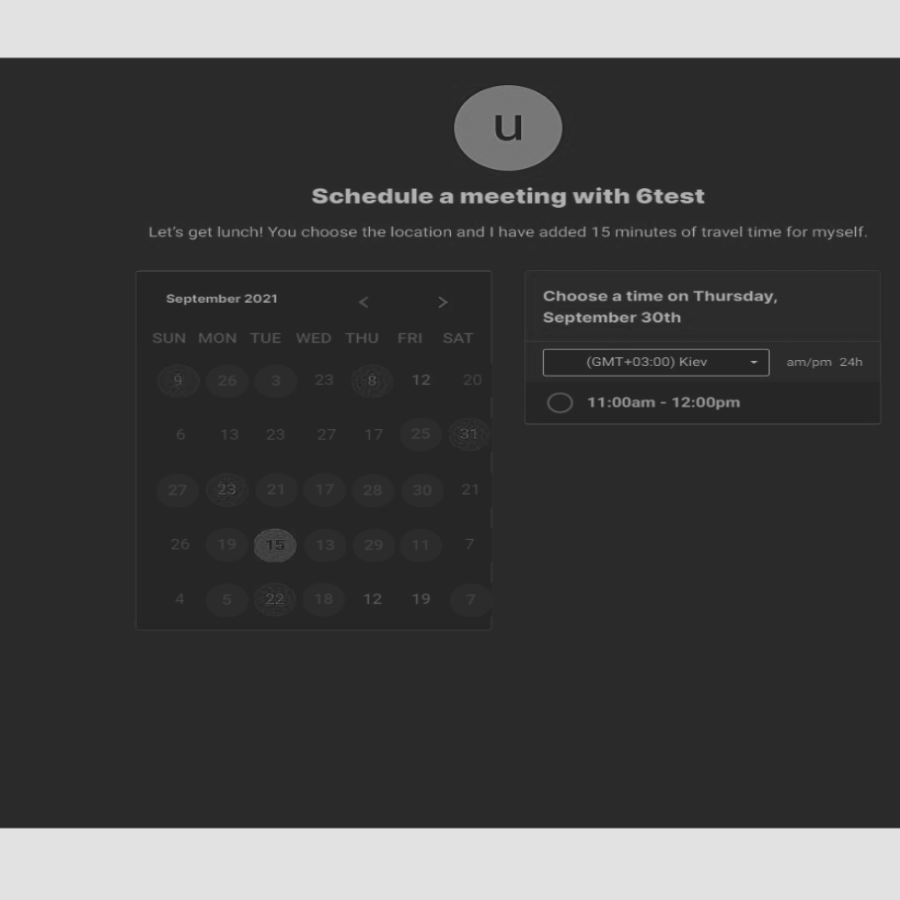 u
Schedule a meeting with 6test
Let's get lunch! You choose the location and I have added 15 minutes of travel time for myself.
September 2021 < >
SUN MON TUE WED THU FRI SAT
9 26 3 23 8 12 20
6 13 23 27 17 25 31
27 23 21 17 28 30 21
26 19 15 13 29 11 7
4 5 22 18 12 19 7
Choose a time on Thursday,
September 30th
(GMT+03:00) Kiev am/pm 24h
11:00am - 12:00pm